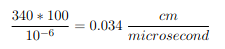 340 * 100 / 10^{-6} = 0.034 cm / microsecond